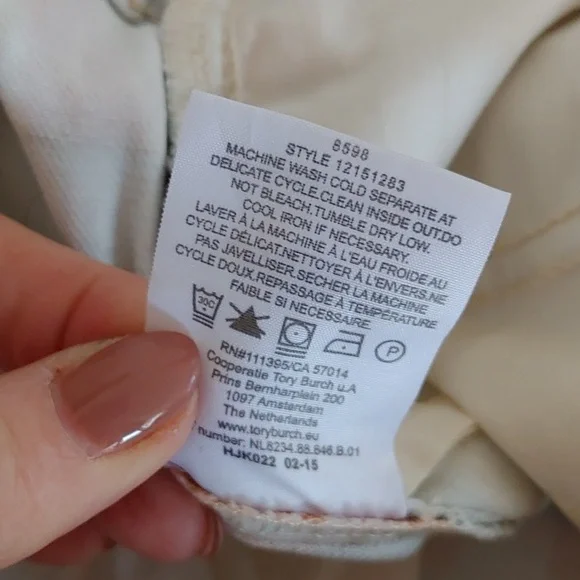 8598
STYLE 12151283
MACHINE WASH COLD SEPARATE AT
DELICATE CYCLE.CLEAN INSIDE OUT.DO
NOT BLEACH.TUMBLE DRY LOW.
COOL IRON IF NECESSARY.
LAVER À LA MACHINE À L'EAU FROIDE AU
CYCLE DÉLICAT.NETTOYER À L'ENVERS.NE
PAS JAVELLISER.SECHER LA MACHINE
CYCLE DOUX.REPASSAGE À TEMPÉRATURE
FAIBLE SI NECESSAIRE.
30C P
RN#111395/CA 57014
Cooperatie Tory Burch u.A
Prins Bernharplain 200
1097 Amsterdam
The Netherlands
www.toryburch.eu
number: NL8234.88.846.B.01
HJK022 02-15